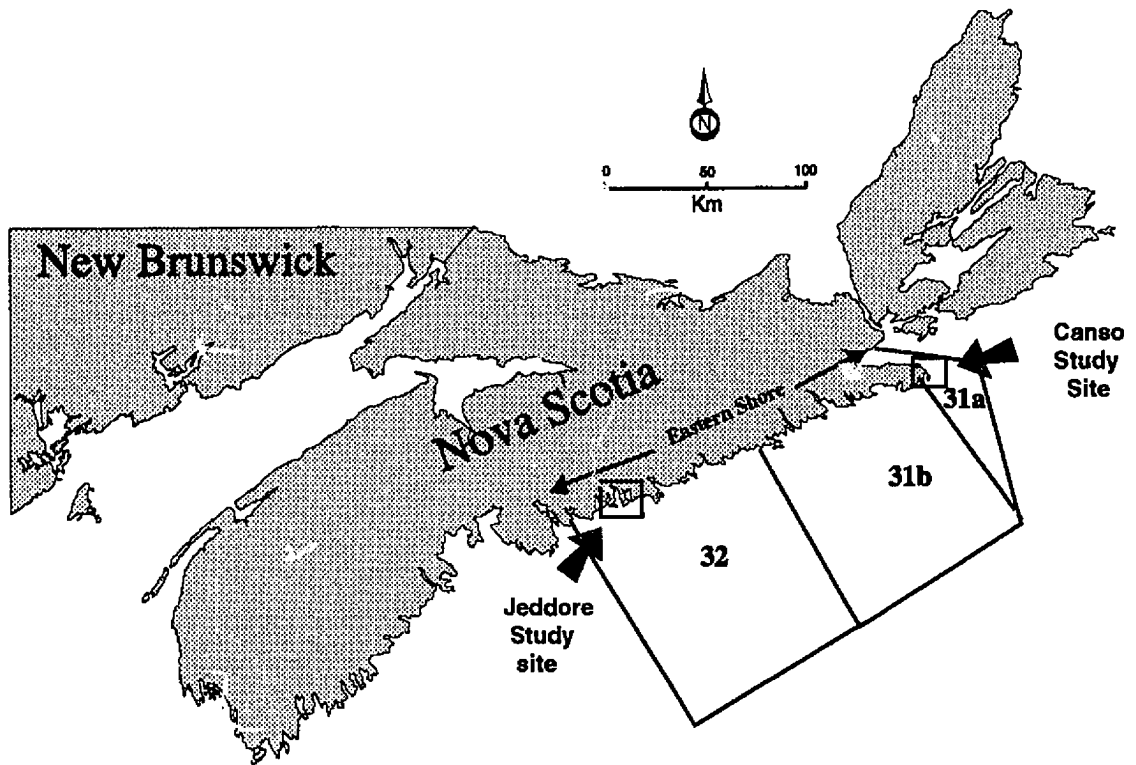 N
0 50 100
Km
New Brunswick
Canso
Study
Site
31a
Nova Scotia
Eastern Shore
31b
32
Jeddore
Study
site